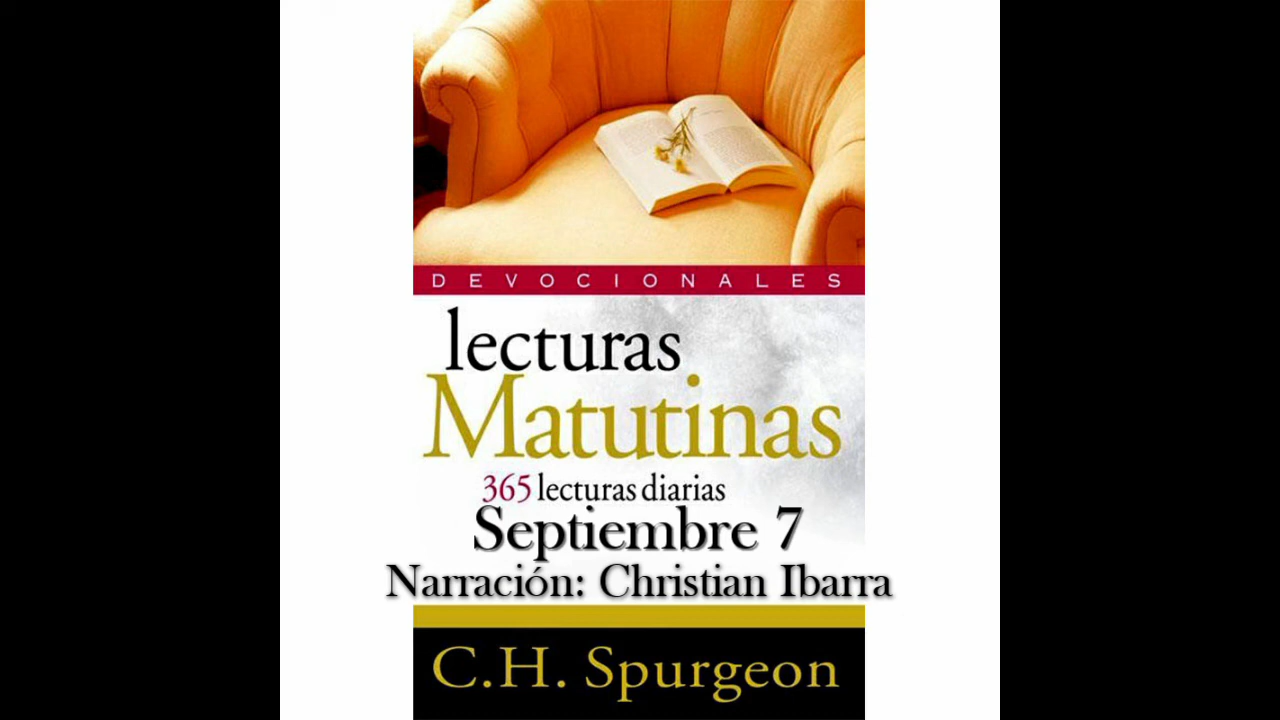 DEVOCIONALES
lecturas
Matutinas
365 lecturas diarias
Septiembre 7
Narración: Christian Ibarra
C.H. Spurgeon